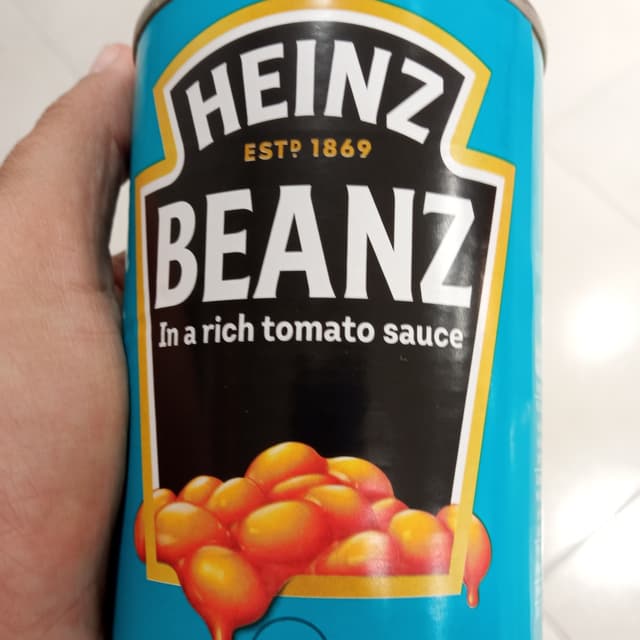 HEINZ
ESTD 1869
BEANZ
In a rich tomato sauce